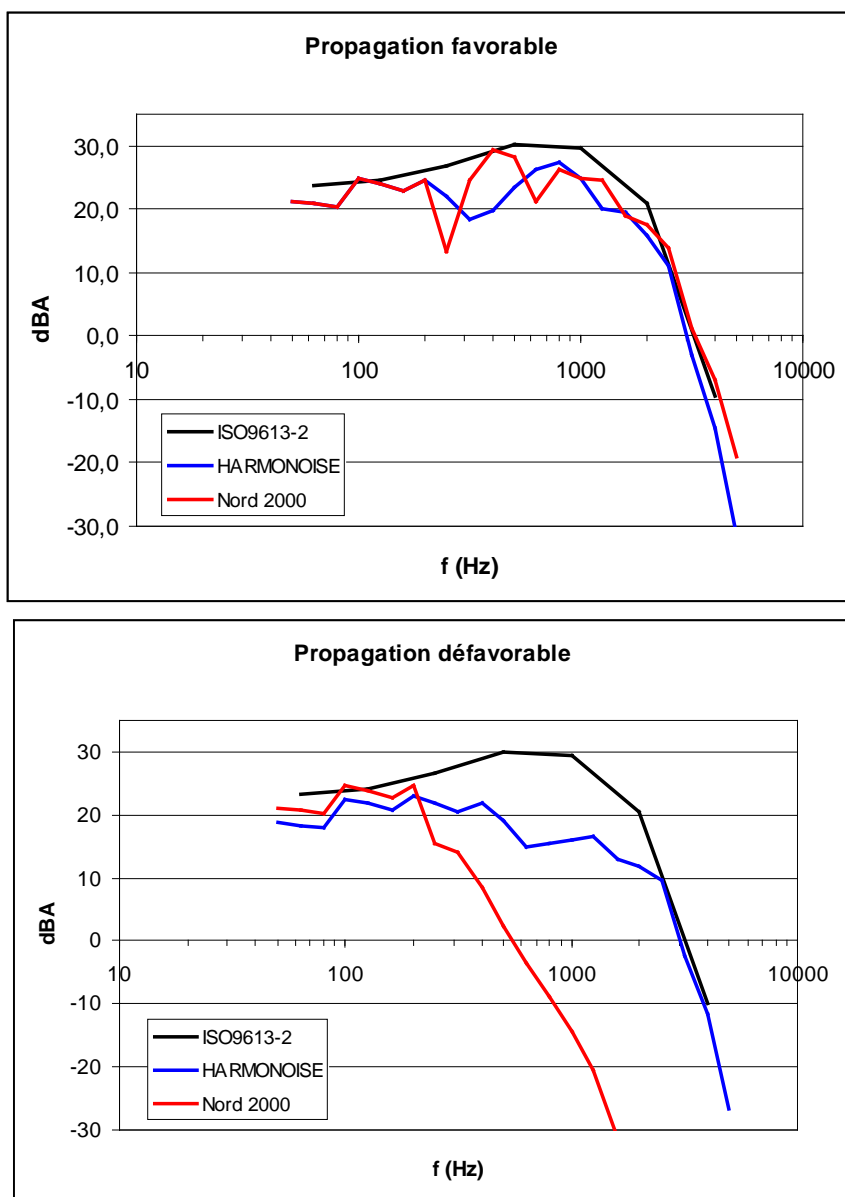 Propagation favorable
30,0
20,0
10,0
0,0
-10,0
-20,0
-30,0
10
100
1000
10000
dBA
f (Hz)
ISO9613-2
HARMONOISE
Nord 2000
Propagation défavorable
30
20
10
0
-10
-20
-30
10
100
1000
10000
dBA
f (Hz)
ISO9613-2
HARMONOISE
Nord 2000